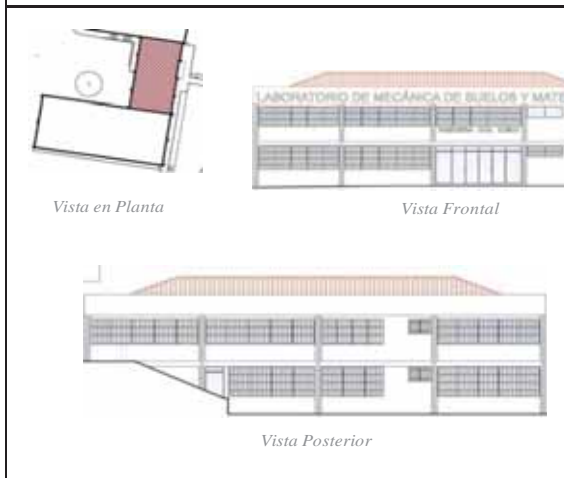 LABORATORIO DE MECÁNICA DE SUELOS Y MATE
Vista en Planta
Vista Frontal
Vista Posterior